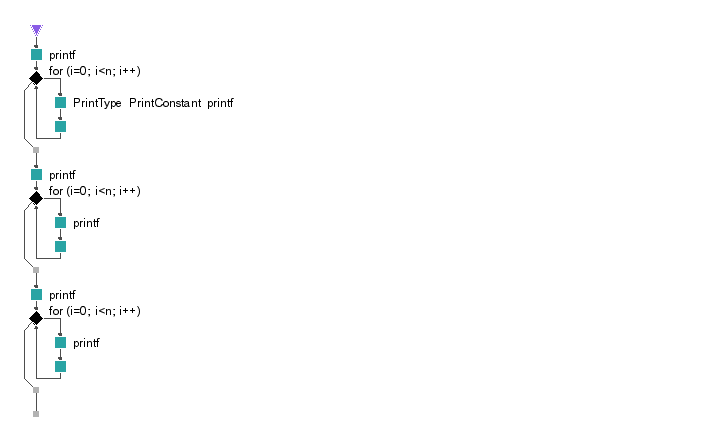 printf
for (i=0; i<n; i++)
PrintType PrintConstant printf
printf
for (i=0; i<n; i++)
printf
printf
for (i=0; i<n; i++)
printf